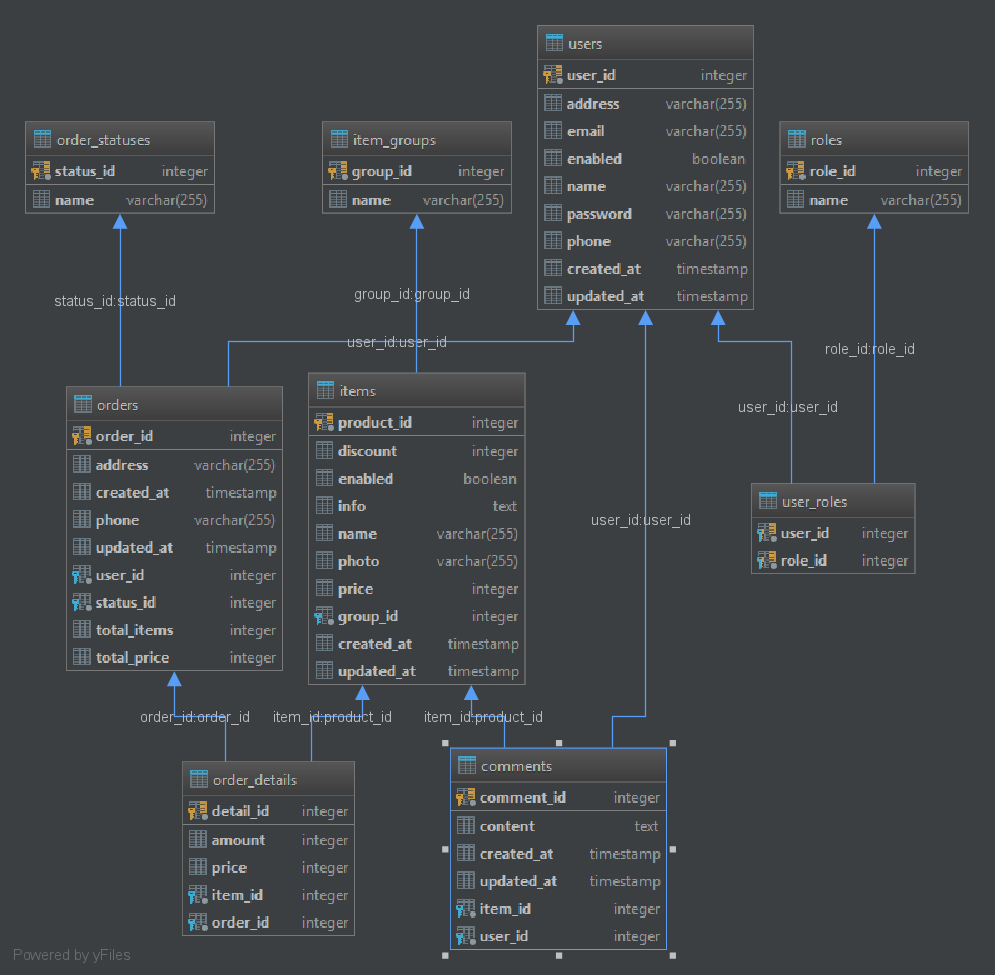 users
user_id integer
address varchar(255)
email varchar(255)
enabled boolean
name varchar(255)
password varchar(255)
phone varchar(255)
created_at timestamp
updated_at timestamp
order_statuses
status_id integer
name varchar(255)
item_groups
group_id integer
name varchar(255)
roles
role_id integer
name varchar(255)
status_id:status_id
group_id:group_id
user_id:user_id
role_id:role_id
user_id:user_id
orders
order_id integer
address varchar(255)
created_at timestamp
phone varchar(255)
updated_at timestamp
user_id integer
status_id integer
total_items integer
total_price integer
items
product_id integer
discount integer
enabled boolean
info text
name varchar(255)
photo varchar(255)
price integer
group_id integer
created_at timestamp
updated_at timestamp
user_id:user_id
user_roles
user_id integer
role_id integer
order_id:order_id
item_id:product_id
item_id:product_id
order_details
detail_id integer
amount integer
price integer
item_id integer
order_id integer
comments
comment_id integer
content text
created_at timestamp
updated_at timestamp
item_id integer
user_id integer
Powered by yFiles